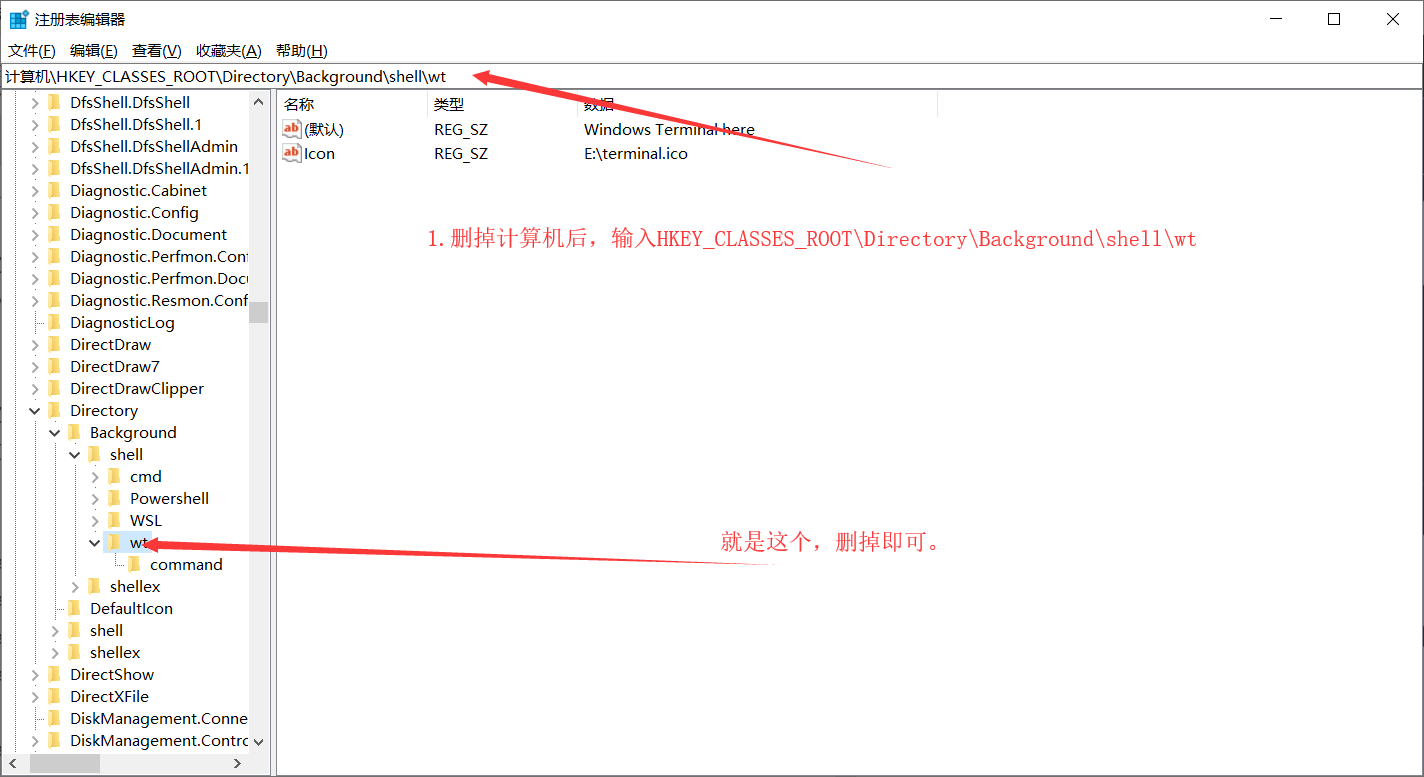 注册表编辑器
文件(F) 编辑(E) 查看(V) 收藏夹(A) 帮助(H)
计算机\HKEY_CLASSES_ROOT\Directory\Background\shell\wt
DfsShell.DfsShell
DfsShell.DfsShell.1
DfsShell.DfsShellAdmin
DfsShell.DfsShellAdmin.1
Diagnostic.Cabinet
Diagnostic.Config
Diagnostic.Document
Diagnostic.Perfmon.Conf
Diagnostic.Perfmon.Docu
Diagnostic.Resmon.Conf
DiagnosticLog
DirectDraw
DirectDraw7
DirectDrawClipper
Directory
Background
shell
cmd
Powershell
WSL
wt
command
shellex
DefaultIcon
shell
shellex
DirectShow
DirectXFile
DiskManagement.Conne
DiskManagement.Contro
名称 类型 数据
ab (默认) REG_SZ Windows Terminal here
ab Icon REG_SZ E:\terminal.ico
1.删掉计算机后，输入HKEY_CLASSES_ROOT\Directory\Background\shell\wt
就是这个，删掉即可。